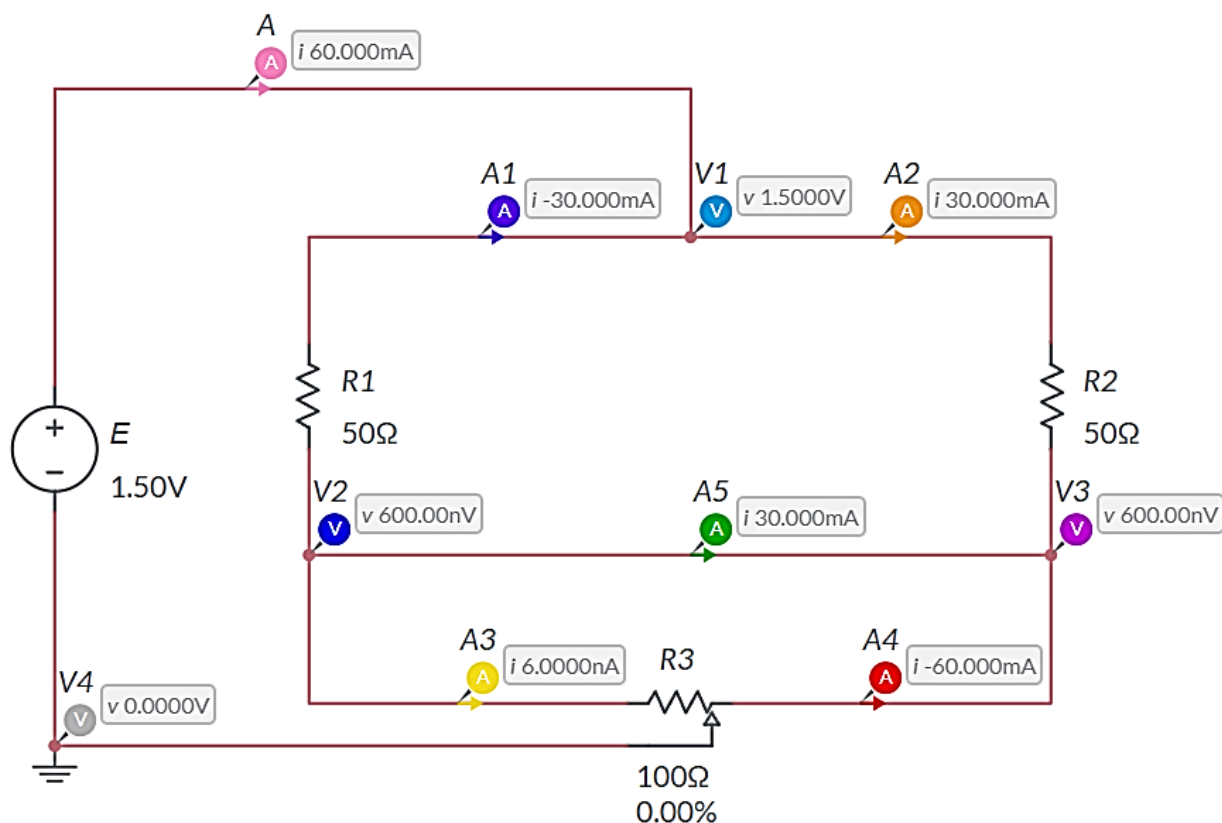 A
A
i 60.000mA
A1
A
i -30.000mA
V1
V
v 1.5000V
A2
A
i 30.000mA
R1
50Ω
R2
50Ω
+
−
E
1.50V
V2
V
v 600.00nV
A5
A
i 30.000mA
V3
V
v 600.00nV
A3
A
i 6.0000nA
R3
A4
A
i -60.000mA
V4
V
v 0.0000V
100Ω
0.00%